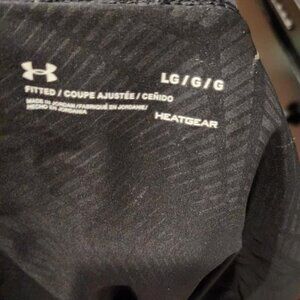 LG / G / G
FITTED / COUPE AJUSTÉE / CEÑIDO
MADE IN JORDAN / FABRIQUÉ EN JORDANIE /
HECHO EN JORDANIA
HEATGEAR